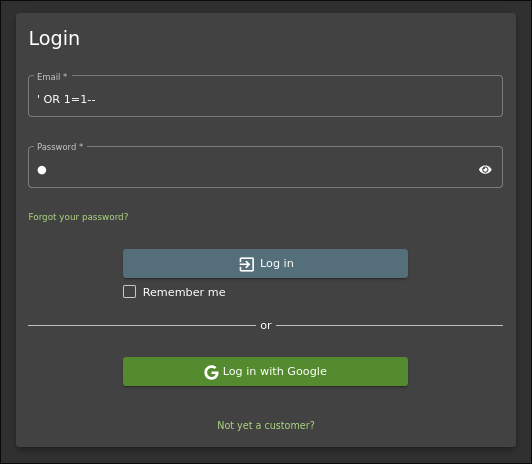 Login
Email *
' OR 1=1--
Password *
Forgot your password?
Log in
Remember me
or
Log in with Google
Not yet a customer?